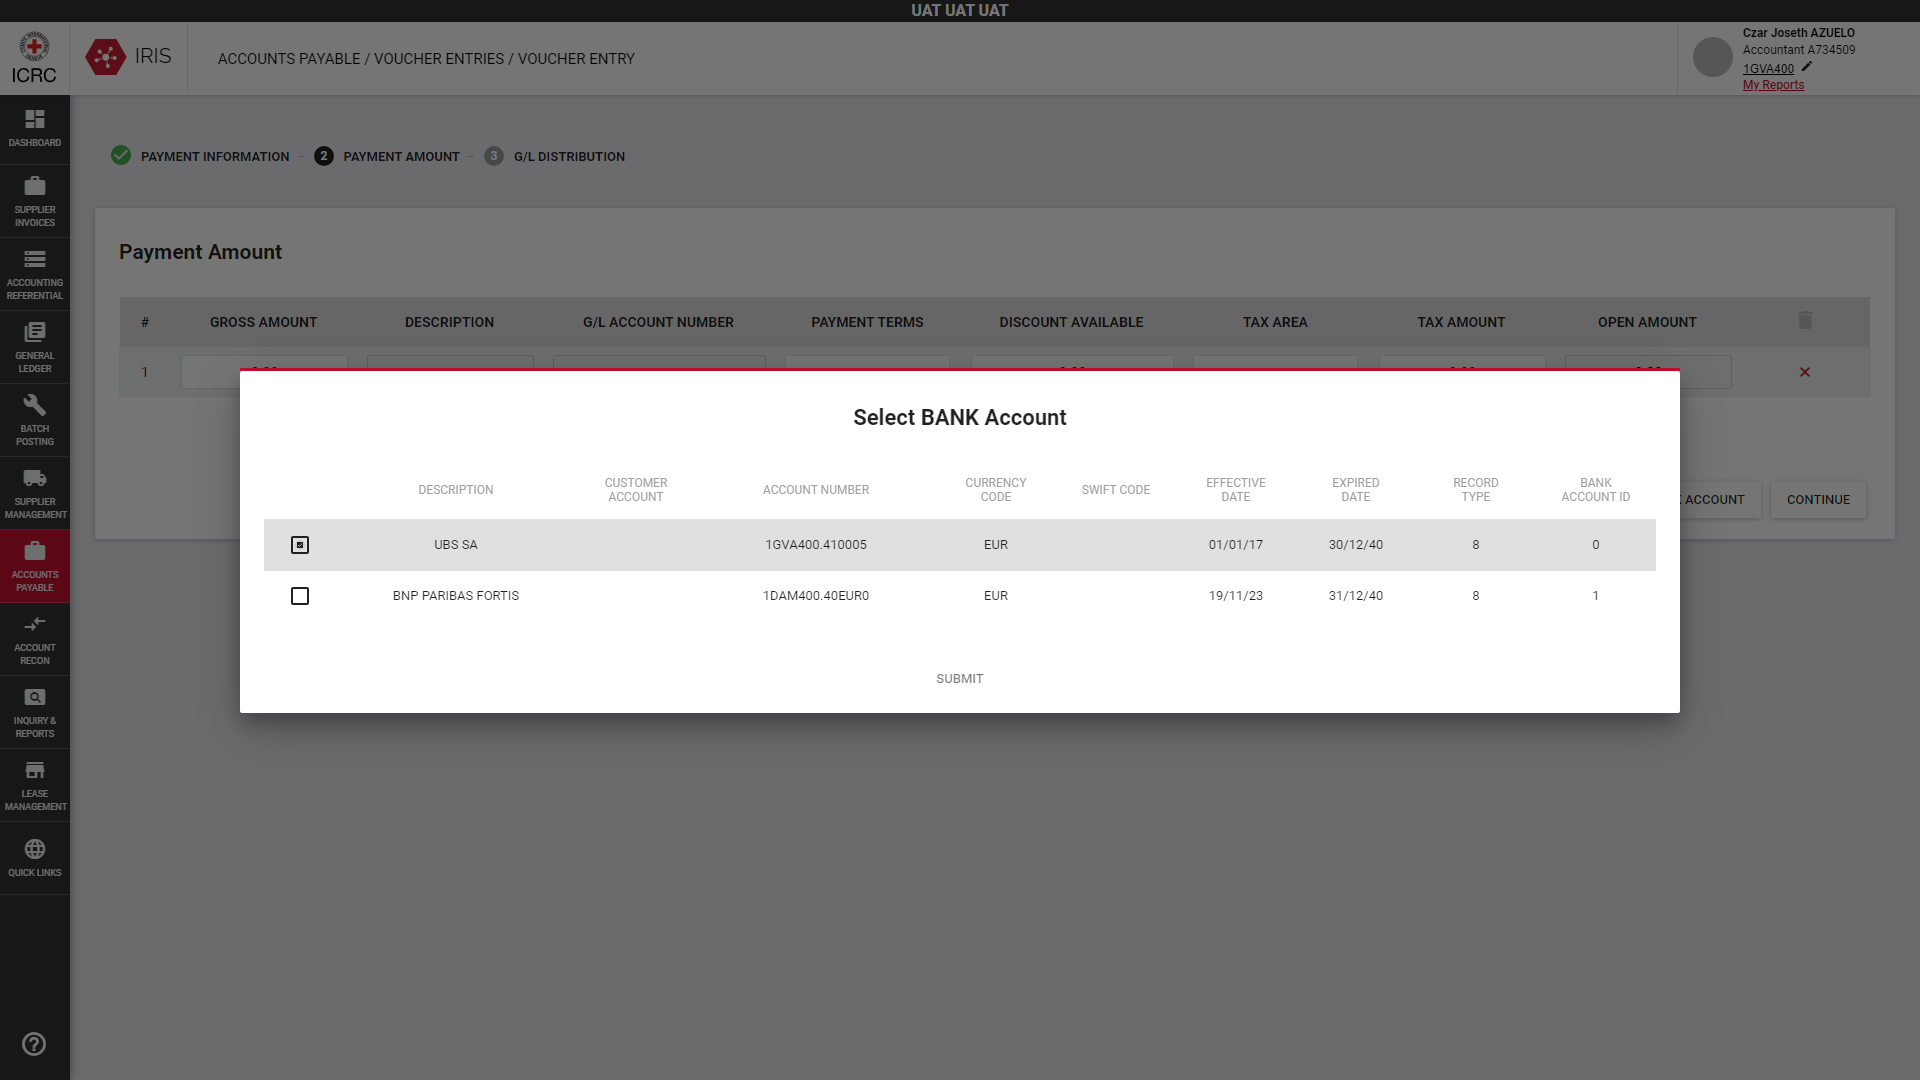 UAT UAT UAT
ICRC
IRIS
ACCOUNTS PAYABLE / VOUCHER ENTRIES / VOUCHER ENTRY
Czar Joseth AZUELO
Accountant A734509
1GVA400
My Reports
DASHBOARD
SUPPLIER
INVOICES
ACCOUNTING
REFERENTIAL
GENERAL
LEDGER
BATCH
POSTING
SUPPLIER
MANAGEMENT
ACCOUNTS
PAYABLE
ACCOUNT
RECON
INQUIRY &
REPORTS
LEASE
MANAGEMENT
QUICK LINKS
PAYMENT INFORMATION – 2 PAYMENT AMOUNT – 3 G/L DISTRIBUTION
Payment Amount
# GROSS AMOUNT DESCRIPTION G/L ACCOUNT NUMBER PAYMENT TERMS DISCOUNT AVAILABLE TAX AREA TAX AMOUNT OPEN AMOUNT
1
ACCOUNT CONTINUE
Select BANK Account
DESCRIPTION CUSTOMER ACCOUNT ACCOUNT NUMBER CURRENCY CODE SWIFT CODE EFFECTIVE DATE EXPIRED DATE RECORD TYPE BANK ACCOUNT ID
UBS SA 1GVA400.410005 EUR 01/01/17 30/12/40 8 0
BNP PARIBAS FORTIS 1DAM400.40EUR0 EUR 19/11/23 31/12/40 8 1
SUBMIT